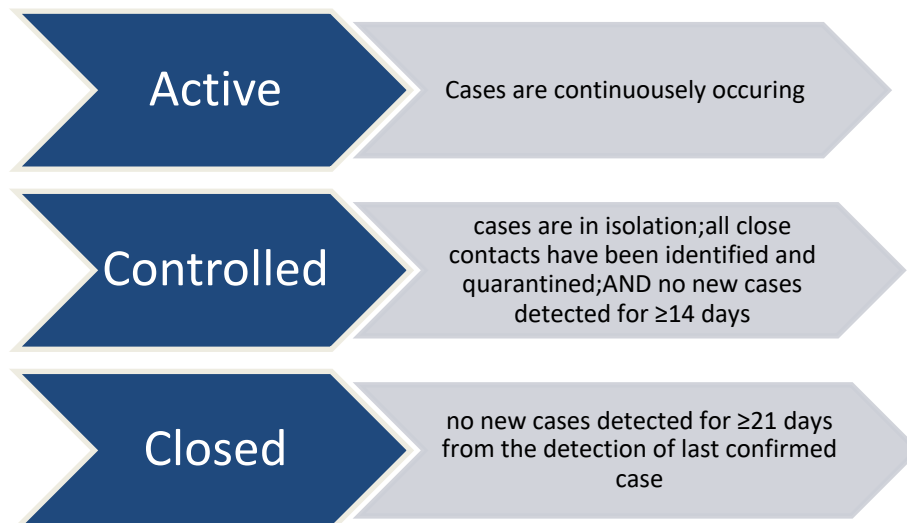 Active
Cases are continuousely occuring
Controlled
cases are in isolation;all close
contacts have been identified and
quarantined;AND no new cases
detected for ≥14 days
Closed
no new cases detected for ≥21 days
from the detection of last confirmed
case